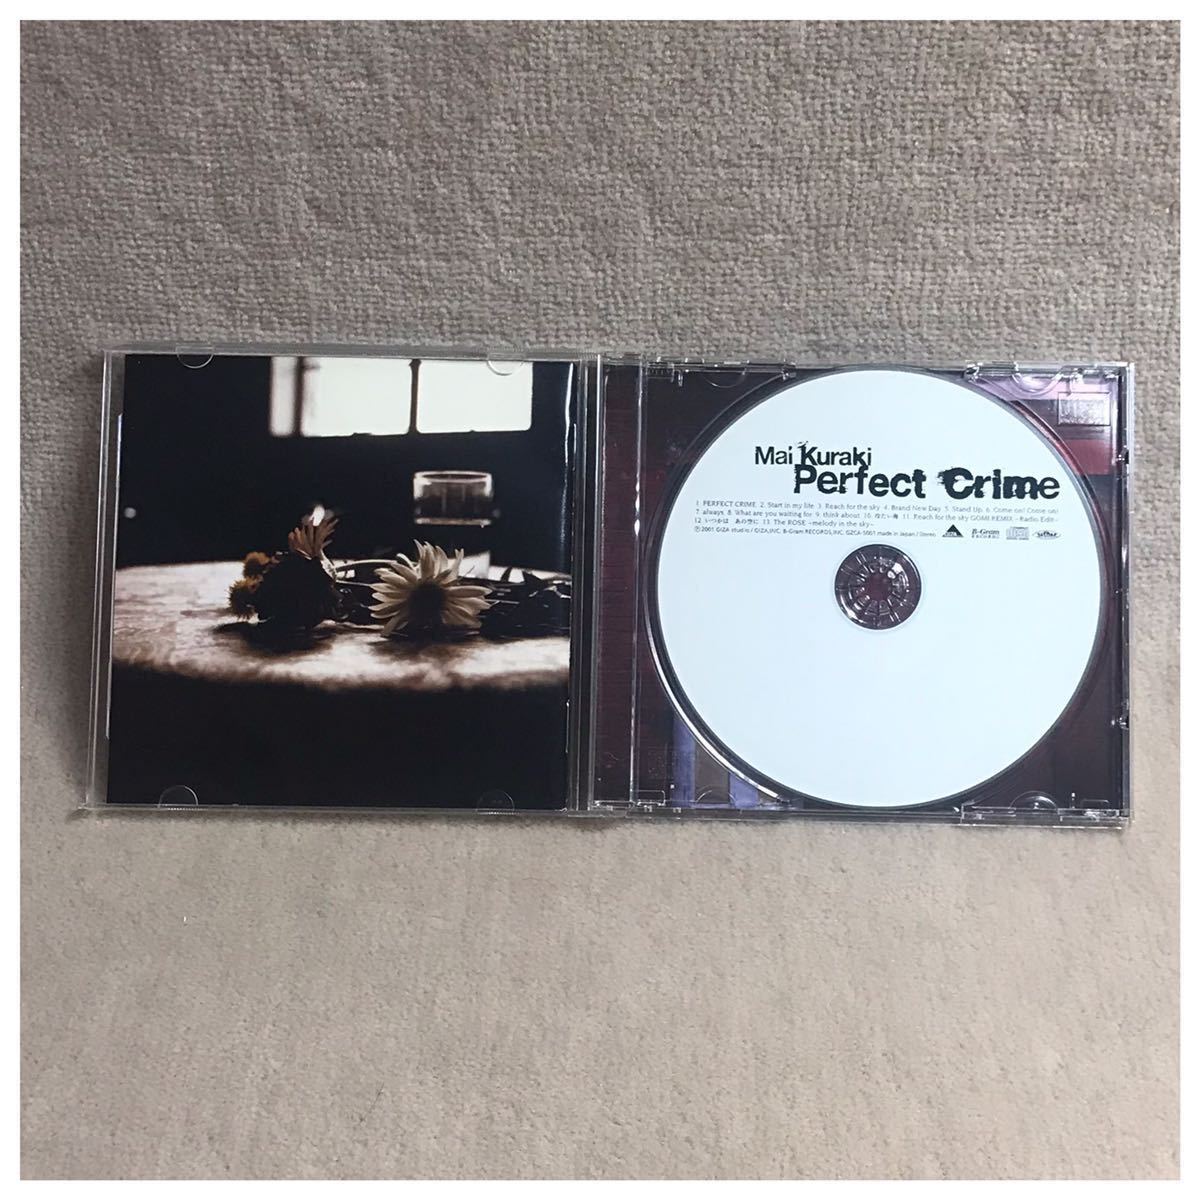 Mai Kuraki
Perfect Crime
1. PERFECT CRIME 2. Start in my life 3. Reach for the sky 4. Brand New Day 5. Stand Up 6. Come on! Come on!
7. always 8. What are you waiting for 9. think about 10. 冷たい海 11. Reach for the sky GOMI REMIX ~Radio Edit~
12. いつかは あの空に 13. The ROSE ~melody in the sky~
Ⓟ2001 GIZA studio / GIZA, INC. B-Gram RECORDS, INC. GZCA-5001 made in Japan / Stereo
B-Gram
RECORDS